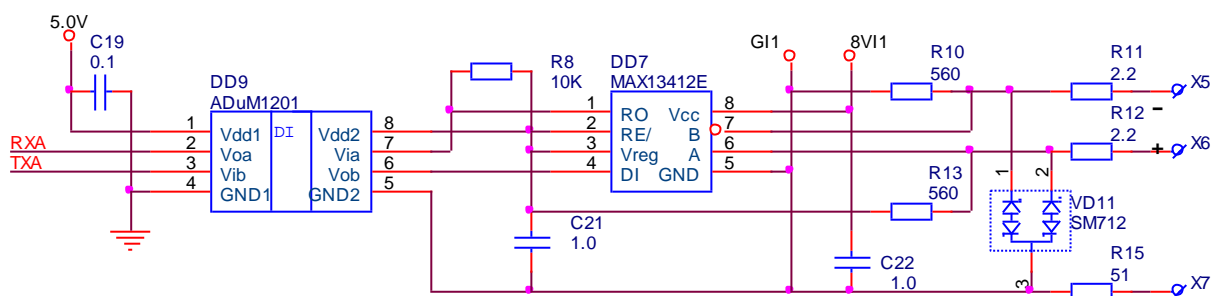 5.0V
C19
0.1
DD9
ADuM1201
R8
10K
DD7
MAX13412E
GI1
8VI1
R10
560
R11
2.2
X5
-
R12
2.2
X6
+
RXA
TXA
1
2
3
4
Vdd1
Voa
Vib
GND1
DI
Vdd2
Via
Vob
GND2
8
7
6
5
1
2
3
4
RO
RE/
Vreg
DI
Vcc
B
A
GND
8
7
6
5
R13
560
1
2
3
VD11
SM712
C21
1.0
C22
1.0
R15
51
X7